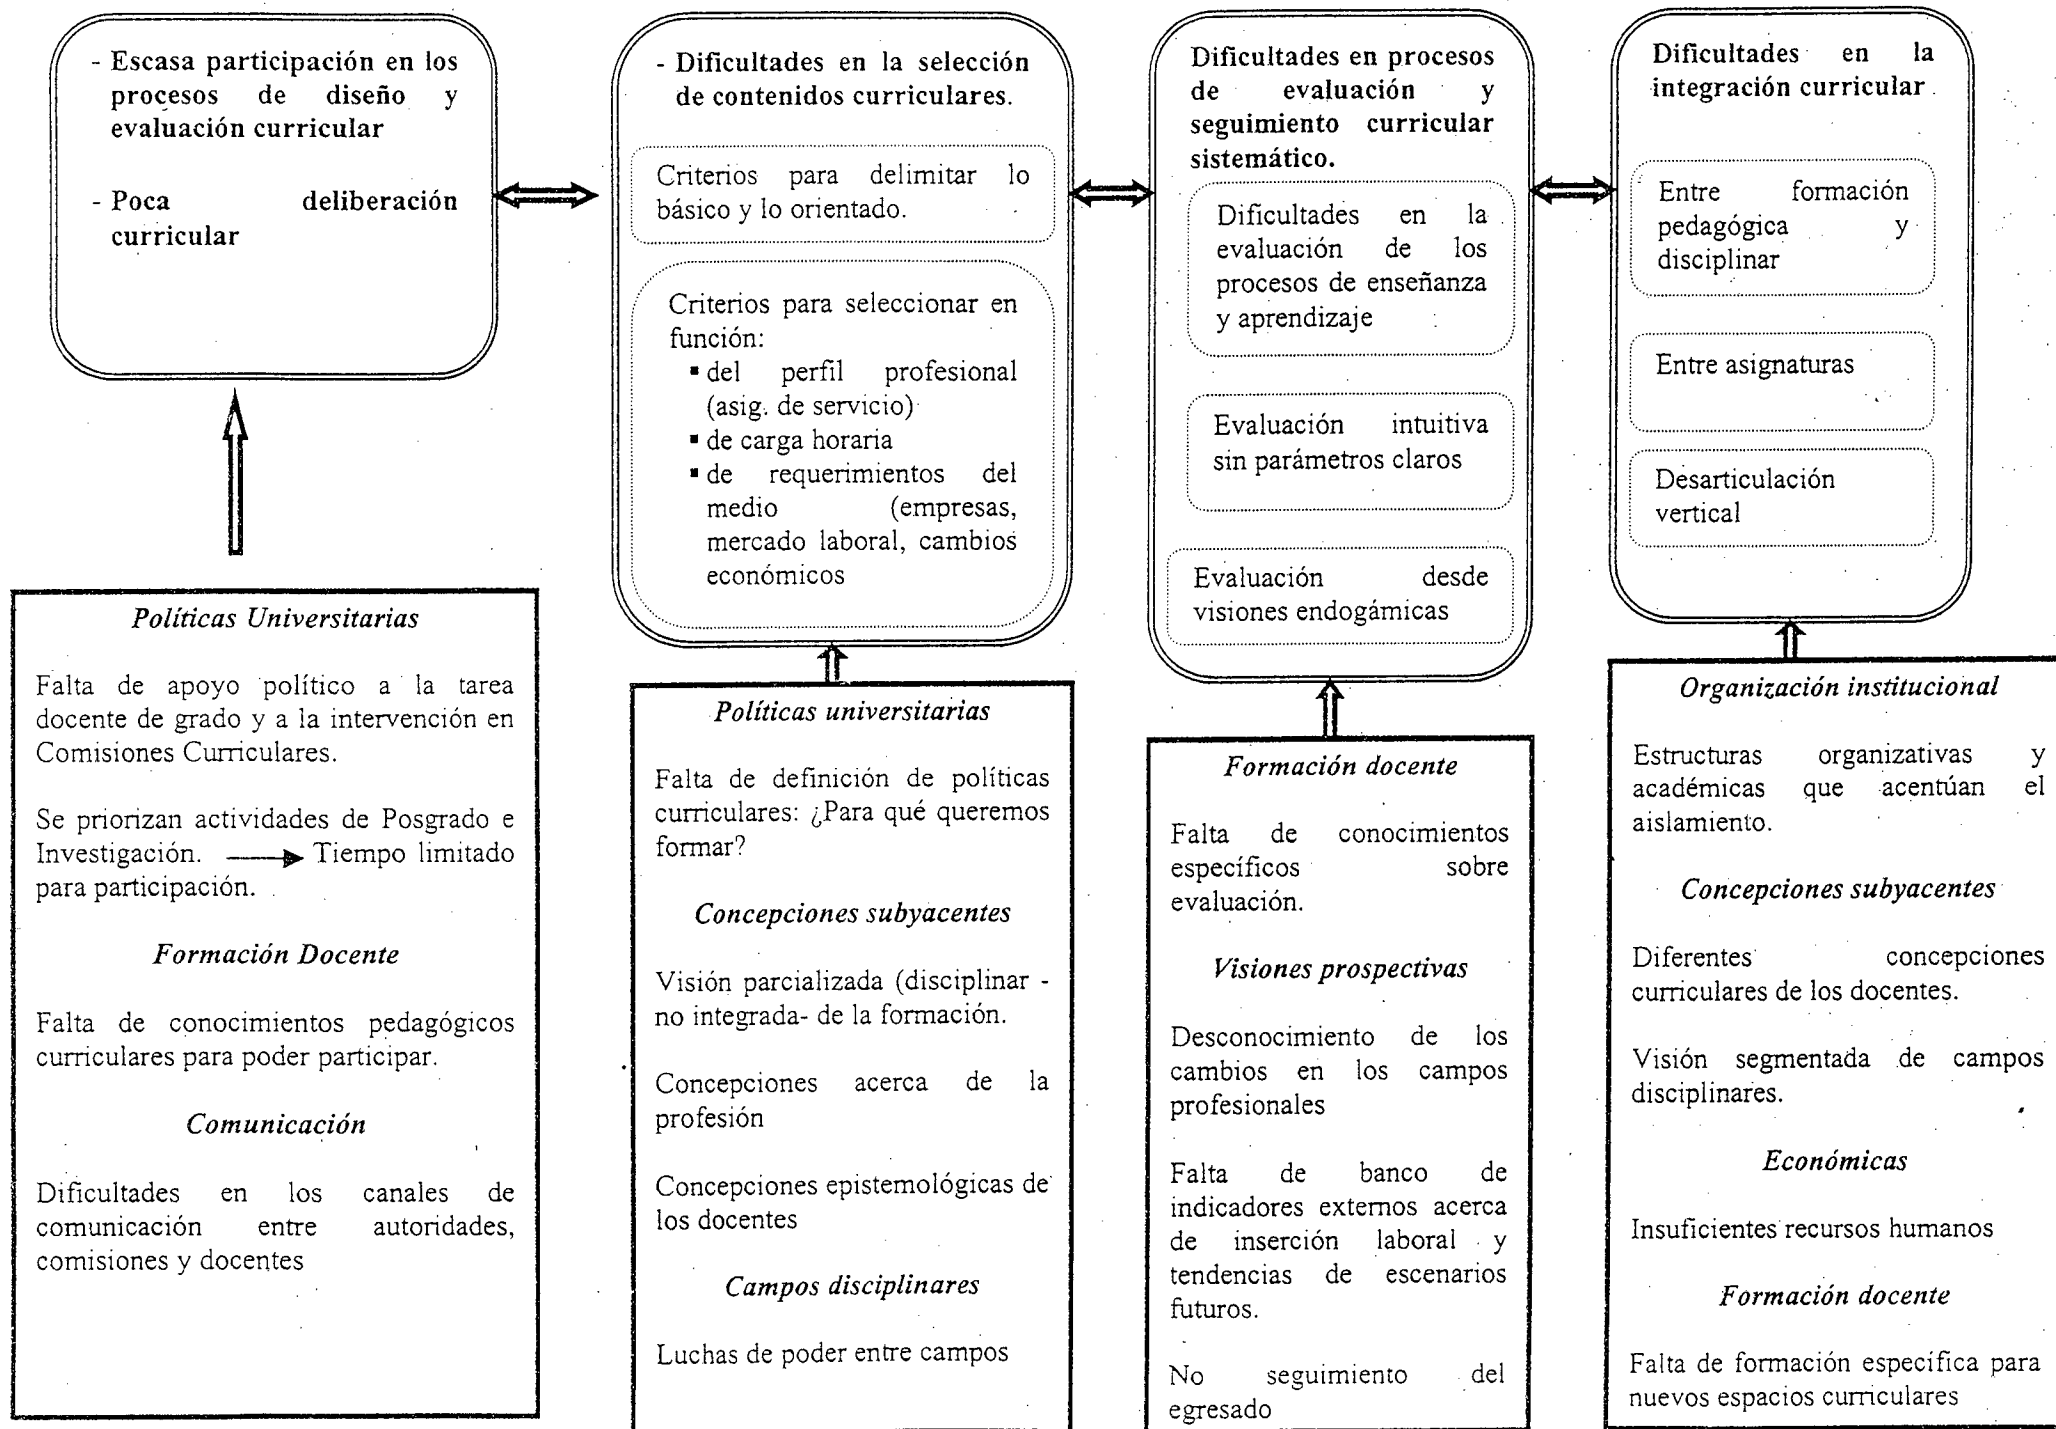 - Escasa participación en los
procesos de diseño y
evaluación curricular
- Poca deliberación
curricular
- Dificultades en la selección
de contenidos curriculares.
Criterios para delimitar lo
básico y lo orientado.
Criterios para seleccionar en
función:
▪ del perfil profesional
(asig. de servicio)
▪ de carga horaria
▪ de requerimientos del
medio (empresas,
mercado laboral, cambios
económicos
Dificultades en procesos
de evaluación y
seguimiento curricular
sistemático.
Dificultades en la
evaluación de los
procesos de enseñanza
y aprendizaje
Evaluación intuitiva
sin parámetros claros
Evaluación desde
visiones endogámicas
Dificultades en la
integración curricular
Entre formación
pedagógica y
disciplinar
Entre asignaturas
Desarticulación
vertical
Políticas Universitarias
Falta de apoyo político a la tarea
docente de grado y a la intervención en
Comisiones Curriculares.
Se priorizan actividades de Posgrado e
Investigación. → Tiempo limitado
para participación.
Formación Docente
Falta de conocimientos pedagógicos
curriculares para poder participar.
Comunicación
Dificultades en los canales de
comunicación entre autoridades,
comisiones y docentes
Políticas universitarias
Falta de definición de políticas
curriculares: ¿Para qué queremos
formar?
Concepciones subyacentes
Visión parcializada (disciplinar -
no integrada- de la formación.
Concepciones acerca de la
profesión
Concepciones epistemológicas de
los docentes
Campos disciplinares
Luchas de poder entre campos
Formación docente
Falta de conocimientos
específicos sobre
evaluación.
Visiones prospectivas
Desconocimiento de los
cambios en los campos
profesionales
Falta de banco de
indicadores externos acerca
de inserción laboral y
tendencias de escenarios
futuros.
No seguimiento del
egresado
Organización institucional
Estructuras organizativas y
académicas que acentúan el
aislamiento.
Concepciones subyacentes
Diferentes concepciones
curriculares de los docentes.
Visión segmentada de campos
disciplinares.
Económicas
Insuficientes recursos humanos
Formación docente
Falta de formación específica para
nuevos espacios curriculares